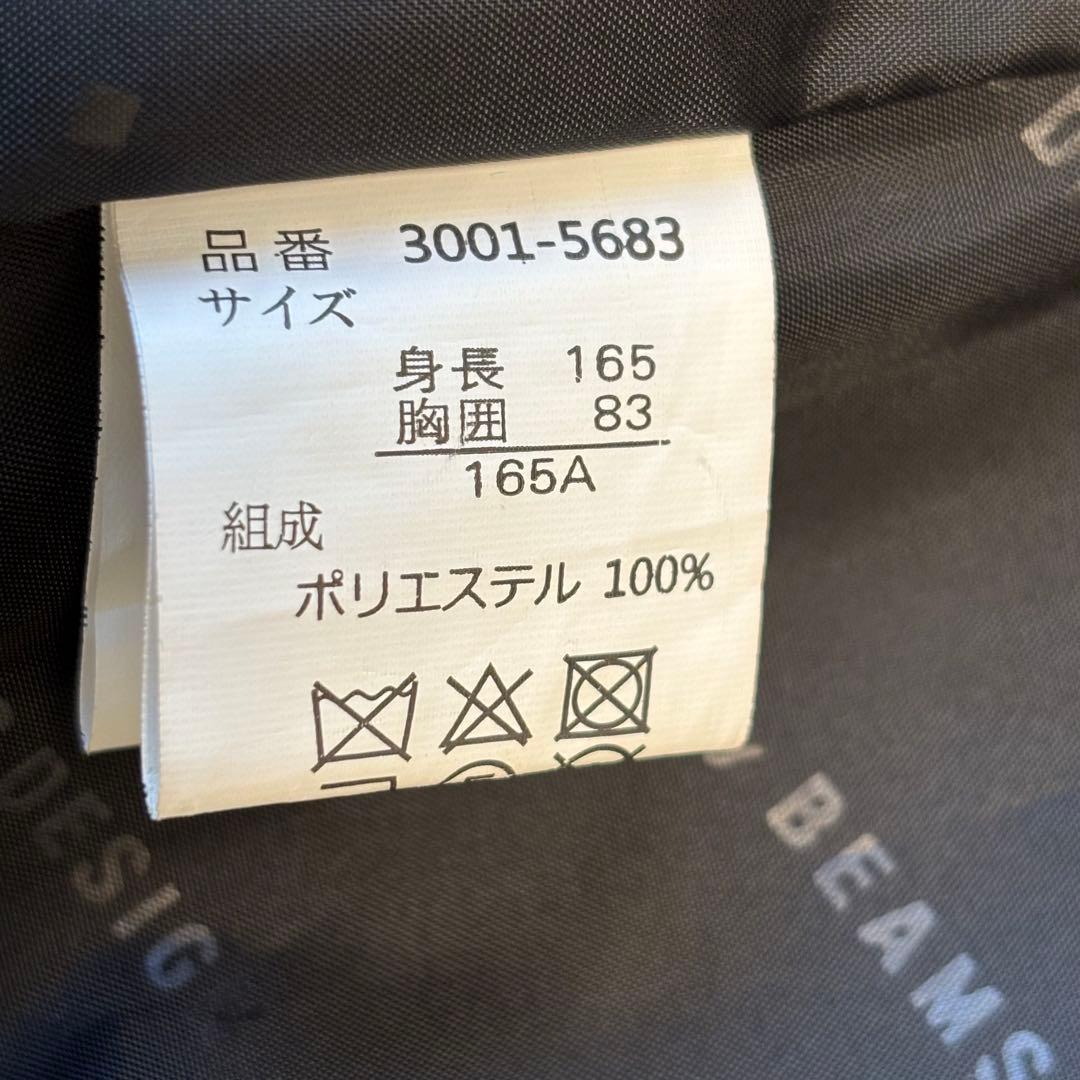 品番 3001-5683
サイズ
身長 165
胸囲 83
165A
組成
ポリエステル 100%
DESIG
BEAMS